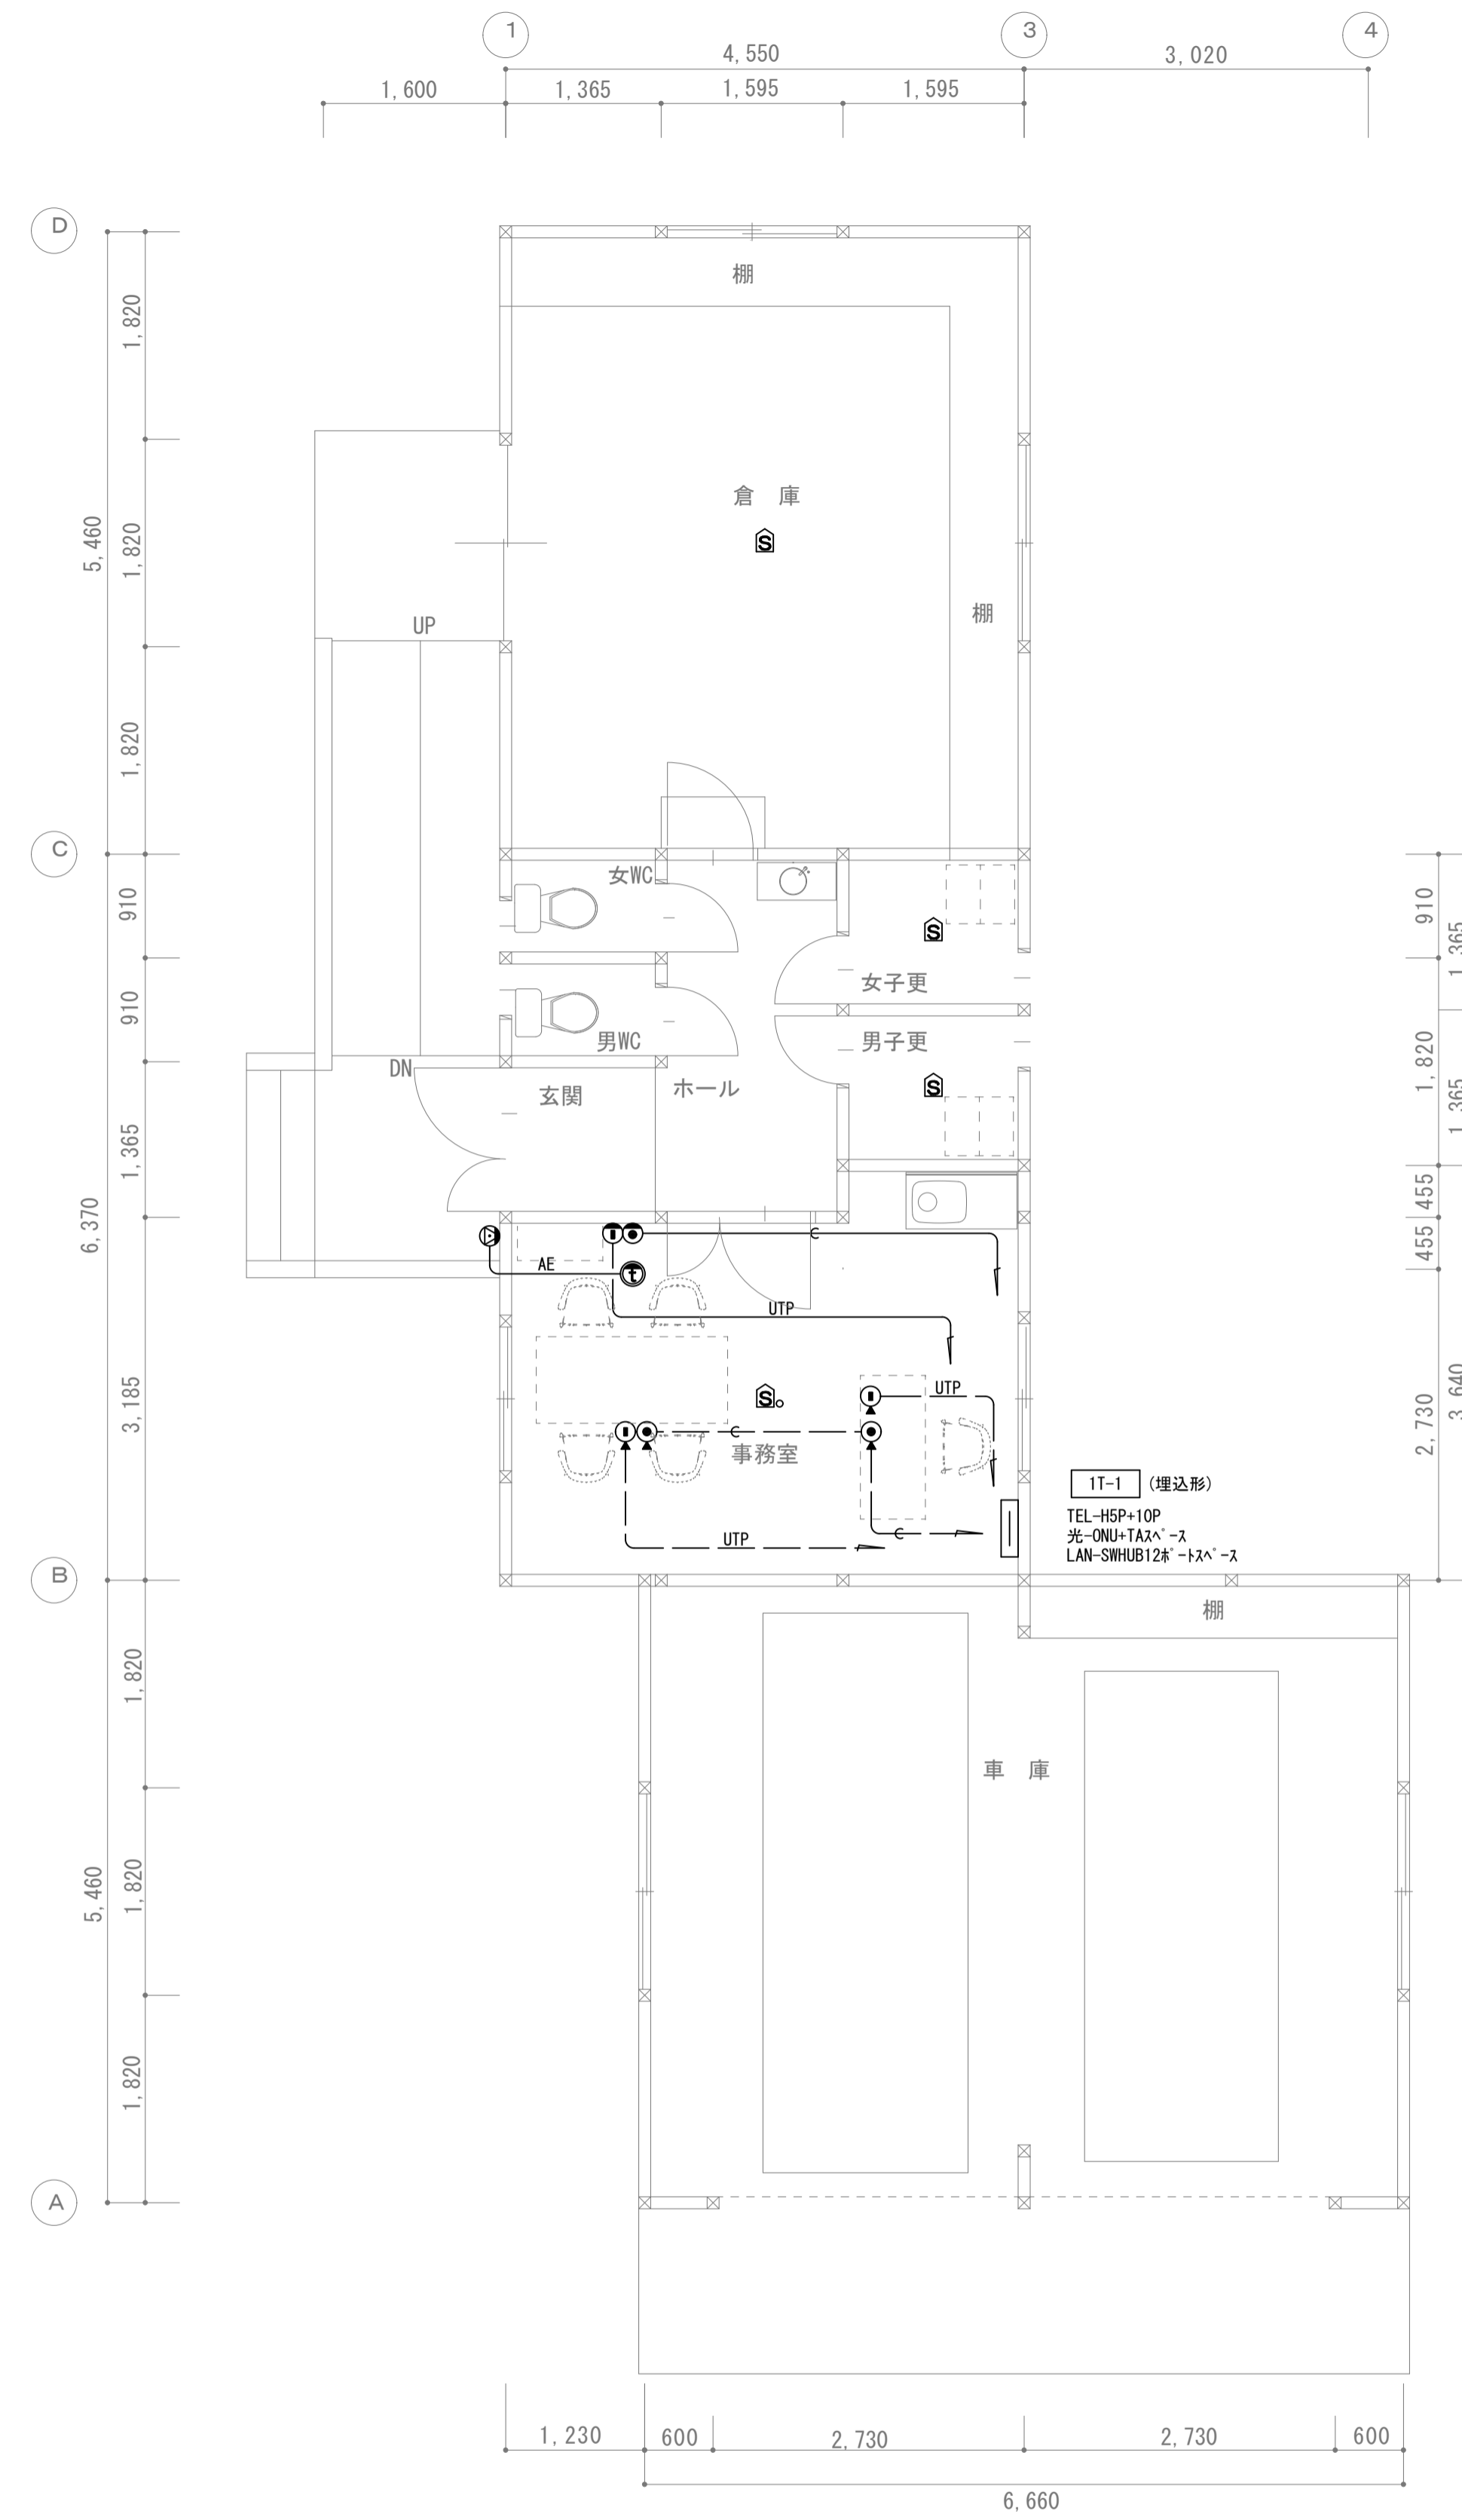 1
3
4
4,550
3,020
1,600
1,365
1,595
1,595
D
棚
1,820
倉 庫
S
5,460
1,820
棚
UP
1,820
C
女WC
910
910
1,365
S
女子更
910
男WC
男子更
1,820
DN
玄関
ホール
S
1,365
1,365
455
6,370
455
C
AE
t
UTP
3,185
S
UTP
3,640
2,730
C
事務室
1T-1 (埋込形)
TEL-H5P+10P
光-ONU+TAスペース
LAN-SWHUB12ポートスペース
C
UTP
B
棚
1,820
車 庫
5,460
1,820
1,820
A
1,230
600
2,730
2,730
600
6,660